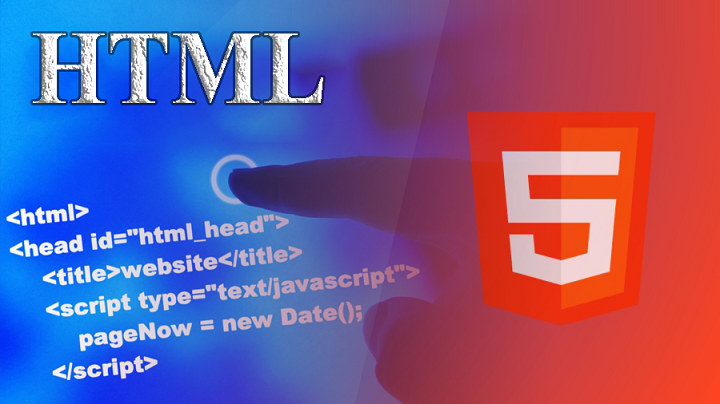 HTML
5
<html>
<head id="html_head">
<title>website</title>
<script type="text/javascript">
pageNow = new Date();
</script>